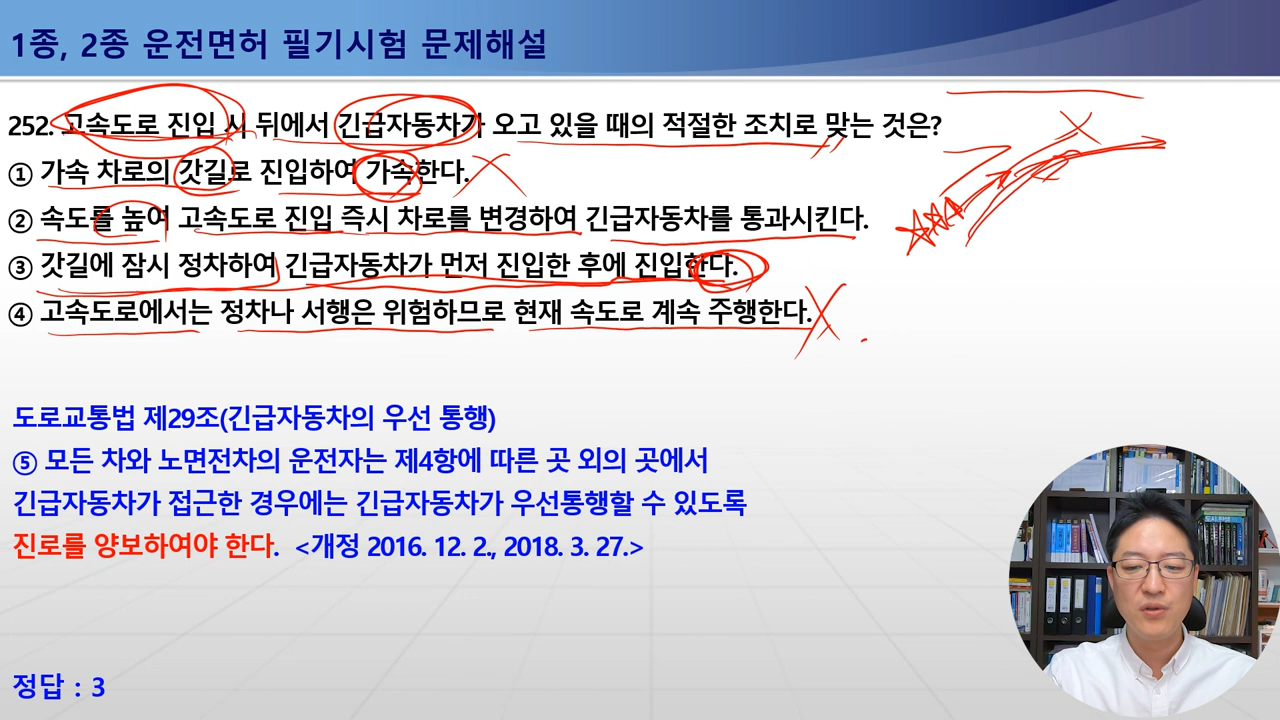 1종, 2종 운전면허 필기시험 문제해설
252. 고속도로 진입 시 뒤에서 긴급자동차가 오고 있을 때의 적절한 조치로 맞는 것은?
① 가속 차로의 갓길로 진입하여 가속한다.
② 속도를 높여 고속도로 진입 즉시 차로를 변경하여 긴급자동차를 통과시킨다.
③ 갓길에 잠시 정차하여 긴급자동차가 먼저 진입한 후에 진입한다.
④ 고속도로에서는 정차나 서행은 위험하므로 현재 속도로 계속 주행한다.
도로교통법 제29조(긴급자동차의 우선 통행)
⑤ 모든 차와 노면전차의 운전자는 제4항에 따른 곳 외의 곳에서
긴급자동차가 접근한 경우에는 긴급자동차가 우선통행할 수 있도록
진로를 양보하여야 한다. <개정 2016. 12. 2., 2018. 3. 27.>
정답 : 3